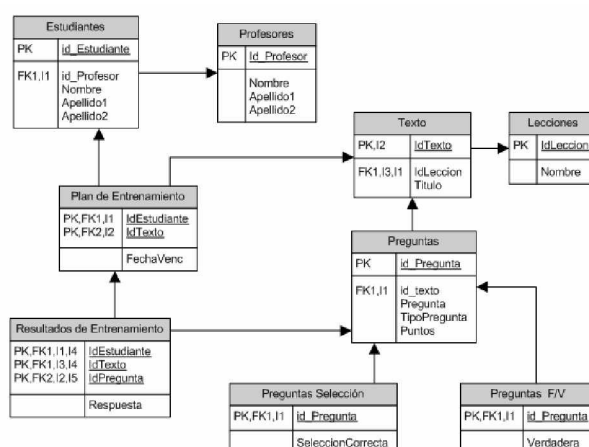 Estudiantes
PK id_Estudiante
FK1,I1 id_Profesor
Nombre
Apellido1
Apellido2
Profesores
PK Id_Profesor
Nombre
Apellido1
Apellido2
Texto
PK,I2 IdTexto
FK1,I3,I1 IdLeccion
Titulo
Lecciones
PK IdLeccion
Nombre
Plan de Entrenamiento
PK,FK1,I1 IdEstudiante
PK,FK2,I2 IdTexto
FechaVenc
Preguntas
PK id_Pregunta
FK1,I1 id_texto
Pregunta
TipoPregunta
Puntos
Resultados de Entrenamiento
PK,FK1,I1,I4 IdEstudiante
PK,FK1,I3,I4 IdTexto
PK,FK2,I2,I5 IdPregunta
Respuesta
Preguntas Selección
PK,FK1,I1 id_Pregunta
SeleccionCorrecta
Preguntas F/V
PK,FK1,I1 id_Pregunta
Verdadera